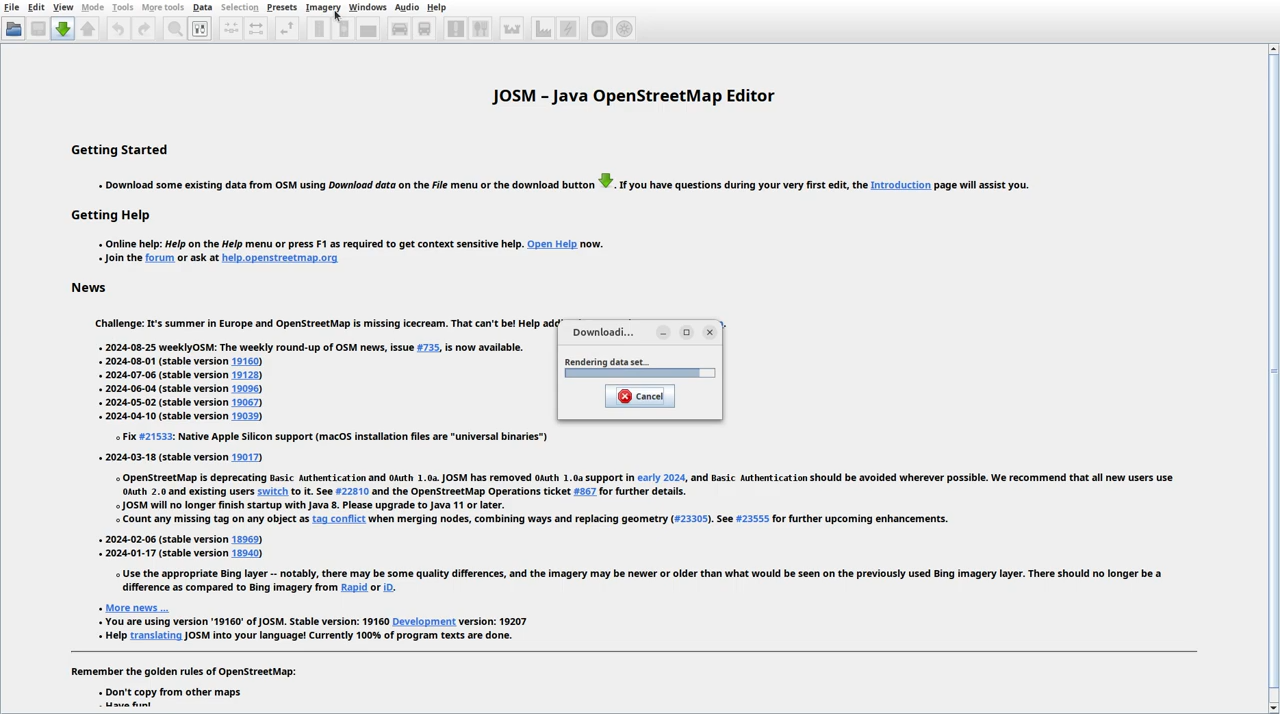 File Edit View Mode Tools More tools Data Selection Presets Imagery Windows Audio Help
JOSM – Java OpenStreetMap Editor
Getting Started
• Download some existing data from OSM using Download data on the File menu or the download button . If you have questions during your very first edit, the Introduction page will assist you.
Getting Help
• Online help: Help on the Help menu or press F1 as required to get context sensitive help. Open Help now.
• Join the forum or ask at help.openstreetmap.org
News
Challenge: It's summer in Europe and OpenStreetMap is missing icecream. That can't be! Help
Downloadi...
• 2024-08-25 weeklyOSM: The weekly round-up of OSM news, issue #735, is now available.
• 2024-08-01 (stable version 19160)
Rendering data set...
• 2024-07-06 (stable version 19128)
• 2024-06-04 (stable version 19096)
Cancel
• 2024-05-02 (stable version 19067)
• 2024-04-10 (stable version 19039)
◦ Fix #21533: Native Apple Silicon support (macOS installation files are "universal binaries")
• 2024-03-18 (stable version 19017)
◦ OpenStreetMap is deprecating Basic Authentication and OAuth 1.0a. JOSM has removed OAuth 1.0a support in early 2024, and Basic Authentication should be avoided wherever possible. We recommend that all new users use
OAuth 2.0 and existing users switch to it. See #22810 and the OpenStreetMap Operations ticket #867 for further details.
◦ JOSM will no longer finish startup with Java 8. Please upgrade to Java 11 or later.
◦ Count any missing tag on any object as tag conflict when merging nodes, combining ways and replacing geometry (#23305). See #23555 for further upcoming enhancements.
• 2024-02-06 (stable version 18969)
• 2024-01-17 (stable version 18940)
◦ Use the appropriate Bing layer -- notably, there may be some quality differences, and the imagery may be newer or older than what would be seen on the previously used Bing imagery layer. There should no longer be a
difference as compared to Bing imagery from Rapid or iD.
• More news ...
• You are using version '19160' of JOSM. Stable version: 19160 Development version: 19207
• Help translating JOSM into your language! Currently 100% of program texts are done.
Remember the golden rules of OpenStreetMap:
• Don't copy from other maps
• Have fun!